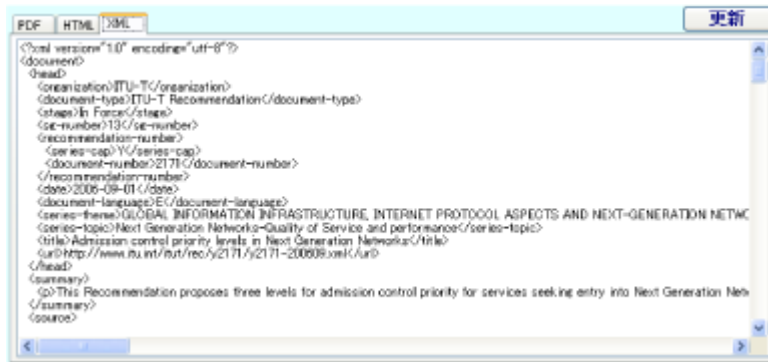 PDF HTML XML 更新
<?xml version="1.0" encoding="utf-8"?>
<document>
<head>
<organization>ITU-T</organization>
<document-type>ITU-T Recommendation</document-type>
<stage>In Force</stage>
<sg-number>13</sg-number>
<recommendation-number>
<series-cap>Y</series-cap>
<document-number>2171</document-number>
</recommendation-number>
<date>2006-09-01</date>
<document-language>E</document-language>
<series-theme>GLOBAL INFORMATION INFRASTRUCTURE, INTERNET PROTOCOL ASPECTS AND NEXT-GENERATION NETWC
<series-topic>Next Generation Networks-Quality of Service and performance</series-topic>
<title>Admission control priority levels in Next Generation Networks</title>
<url>http://www.itu.int/itut/rec/y2171/y2171-200609.xml</url>
</head>
<summary>
<p>This Recommendation proposes three levels for admission control priority for services seeking entry into Next Generation Netw
</summary>
<source>